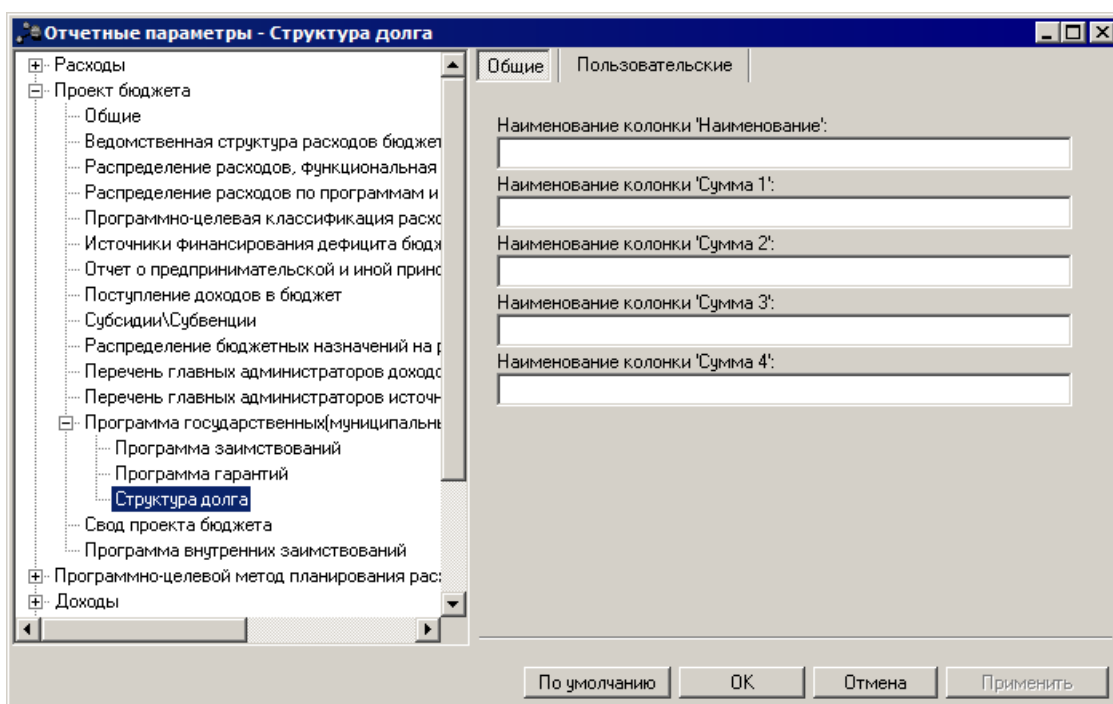 Отчетные параметры - Структура долга
Расходы
Проект бюджета
Общие
Ведомственная структура расходов бюджет
Распределение расходов, функциональная
Распределение расходов по программам и
Программно-целевая классификация расхо
Источники финансирования дефицита бюдж
Отчет о предпринимательской и иной принo
Поступление доходов в бюджет
Субсидии\Субвенции
Распределение бюджетных назначений на р
Перечень главных администраторов доходо
Перечень главных администраторов источн
Программа государственных(муниципальны
Программа заимствований
Программа гарантий
Структура долга
Свод проекта бюджета
Программа внутренних заимствований
Программно-целевой метод планирования рас
Доходы
Общие
Пользовательские
Наименование колонки 'Наименование':
Наименование колонки 'Сумма 1':
Наименование колонки 'Сумма 2':
Наименование колонки 'Сумма 3':
Наименование колонки 'Сумма 4':
По умолчанию
OK
Отмена
Применить